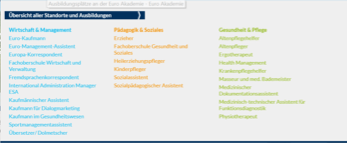 Ausbildungsplätze an der Euro Akademie - Euro Akademie
Übersicht aller Standorte und Ausbildungen
Wirtschaft & Management
Euro Kaufmann
Euro-Management-Assistent
Europa-Korrespondent
Fachoberschule Wirtschaft und
Verwaltung
Fremdsprachenkorrespondent
International Administration Manager
ESA
Kaufmännischer Assistent
Kaufmann für Dialogmarketing
Kaufmann im Gesundheitswesen
Sportmanagementassistent
Übersetzer / Dolmetscher
Pädagogik & Soziales
Erzieher
Fachoberschule Gesundheit und
Soziales
Heilerziehungspfleger
Kinderpfleger
Sozialassistent
Sozialpädagogischer Assistent
Gesundheit & Pflege
Altenpflegehelfer
Altenpfleger
Ergotherapeut
Health Management
Krankenpflegehelfer
Masseur und med. Bademeister
Medizinischer
Dokumentationsassistent
Medizinisch-technischer Assistent für
Funktionsdiagnostik
Physiotherapeut